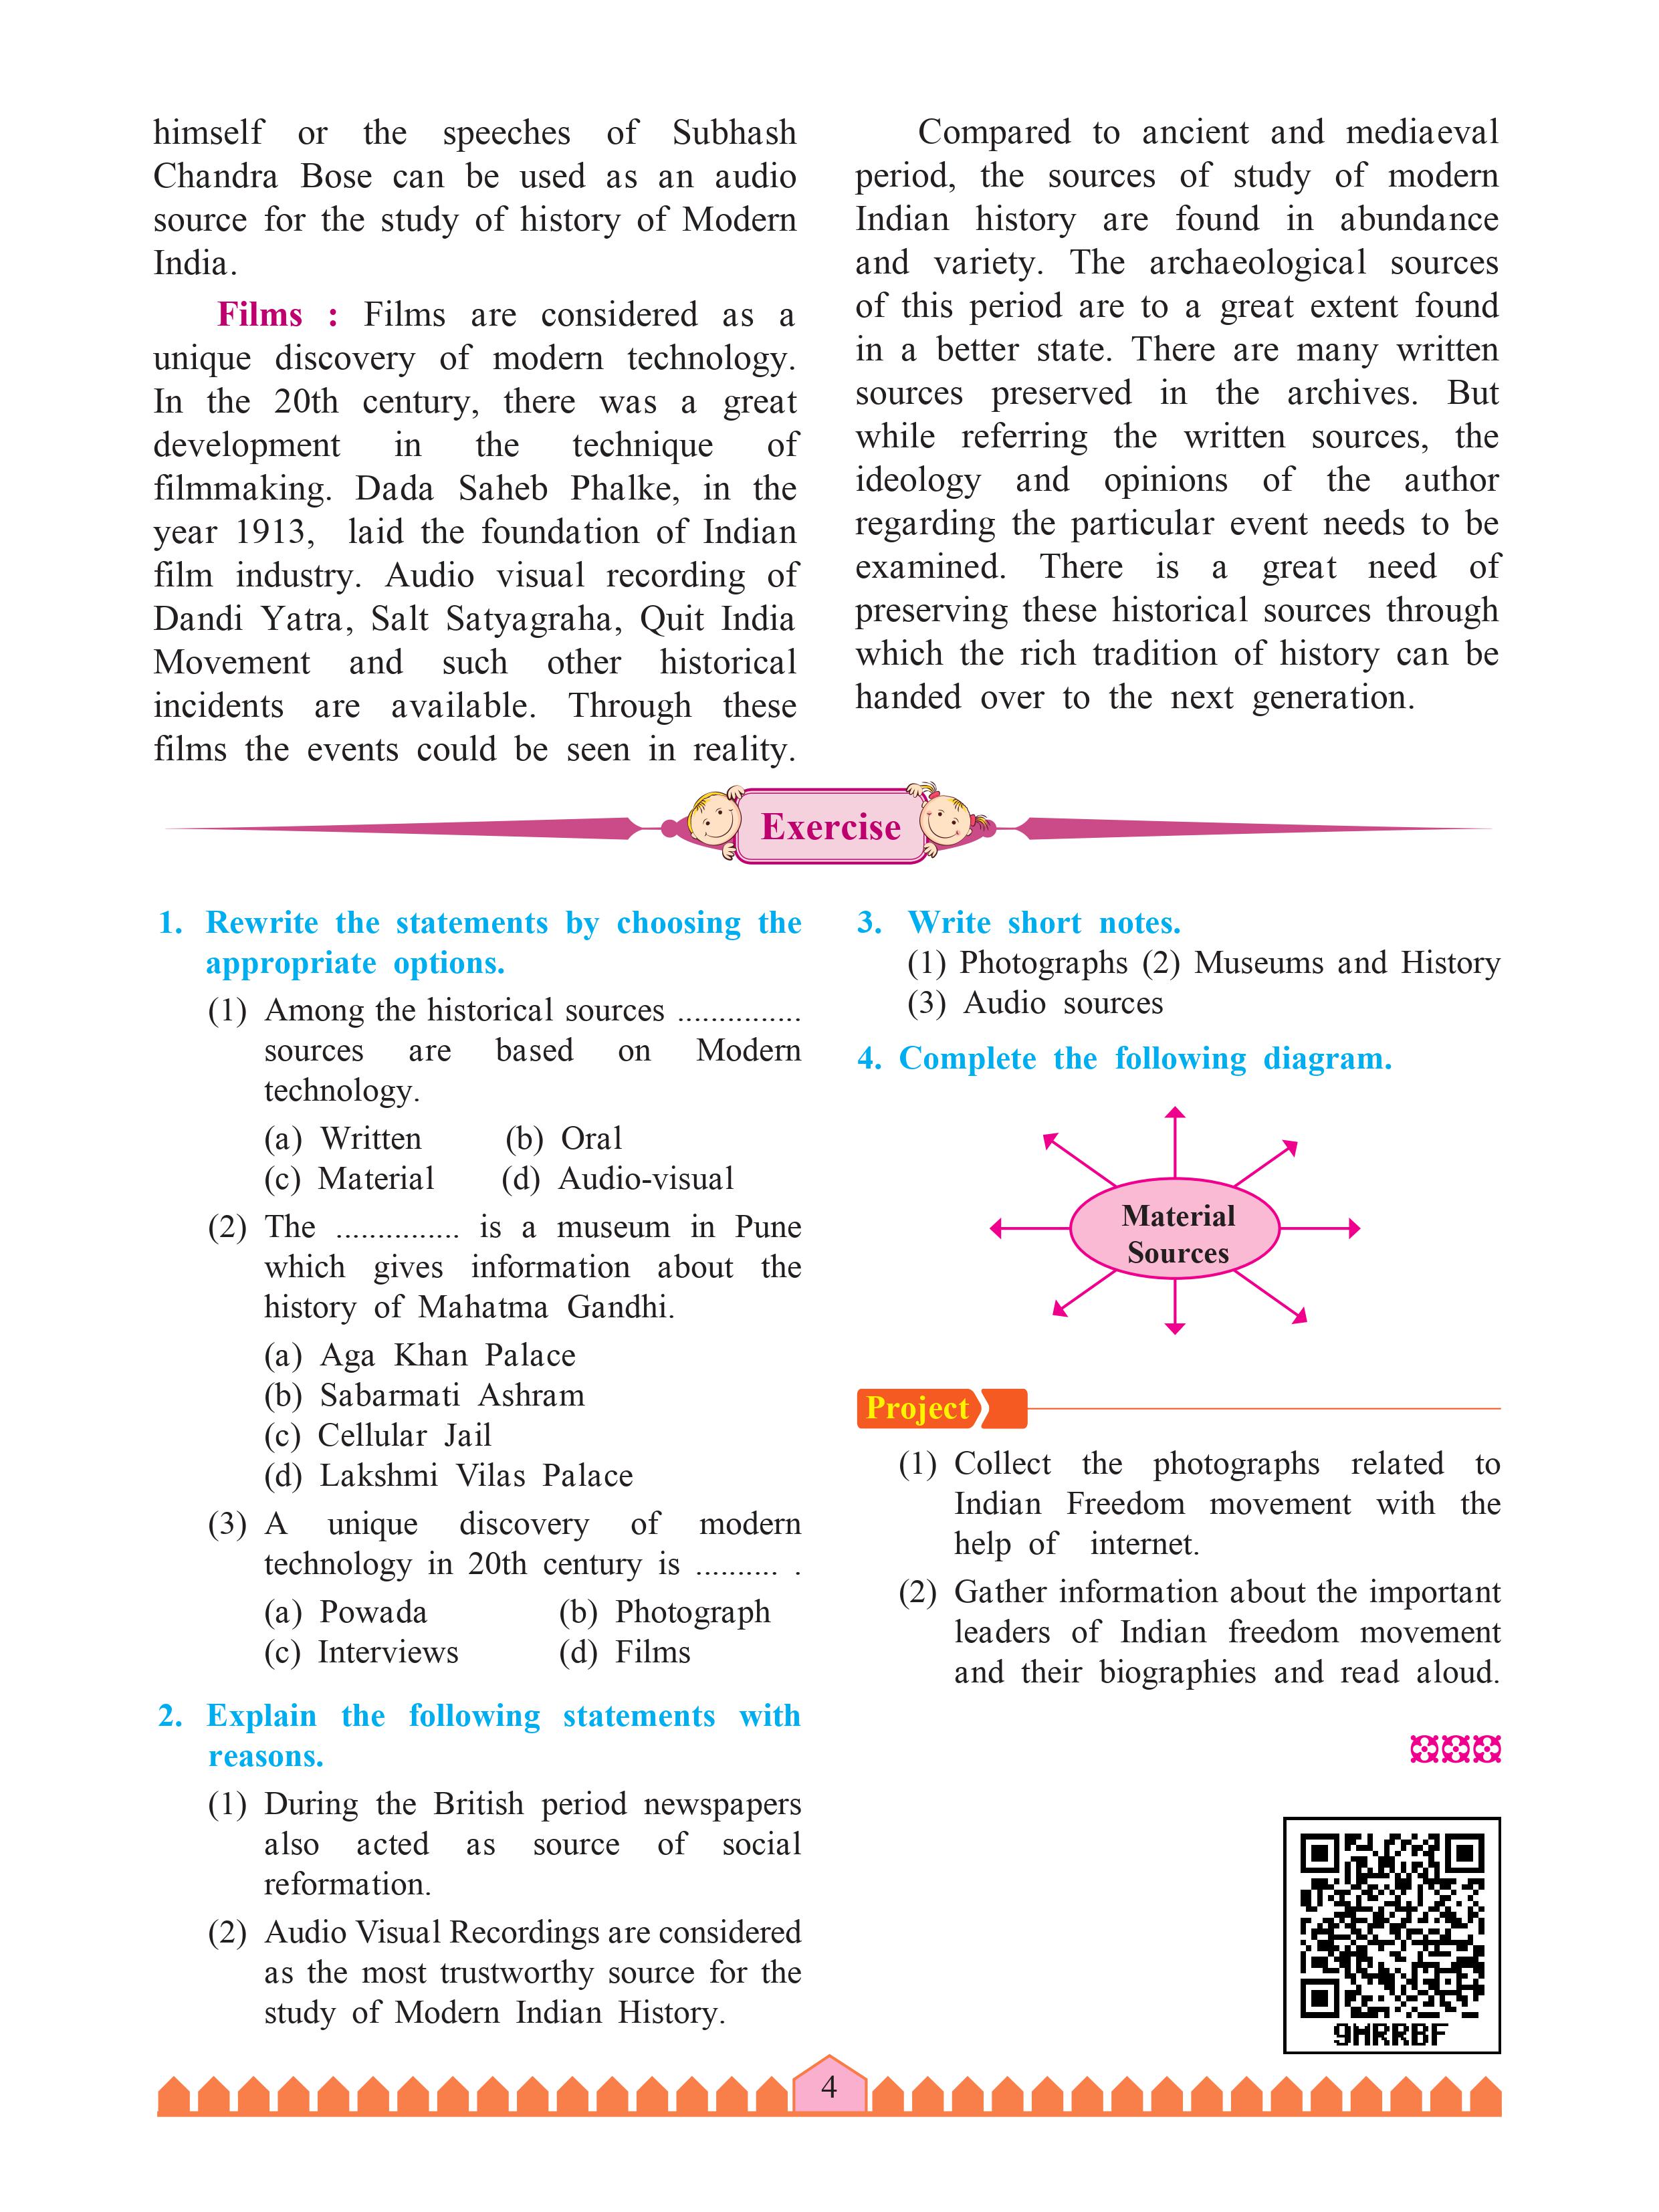 himself or the speeches of Subhash
Chandra Bose can be used as an audio
source for the study of history of Modern
India.
Films : Films are considered as a
unique discovery of modern technology.
In the 20th century, there was a great
development in the technique of
filmmaking. Dada Saheb Phalke, in the
year 1913, laid the foundation of Indian
film industry. Audio visual recording of
Dandi Yatra, Salt Satyagraha, Quit India
Movement and such other historical
incidents are available. Through these
films the events could be seen in reality.
Compared to ancient and mediaeval
period, the sources of study of modern
Indian history are found in abundance
and variety. The archaeological sources
of this period are to a great extent found
in a better state. There are many written
sources preserved in the archives. But
while referring the written sources, the
ideology and opinions of the author
regarding the particular event needs to be
examined. There is a great need of
preserving these historical sources through
which the rich tradition of history can be
handed over to the next generation.
Exercise
1. Rewrite the statements by choosing the
appropriate options.
(1) Among the historical sources ...............
sources are based on Modern
technology.
(a) Written (b) Oral
(c) Material (d) Audio-visual
(2) The ............... is a museum in Pune
which gives information about the
history of Mahatma Gandhi.
(a) Aga Khan Palace
(b) Sabarmati Ashram
(c) Cellular Jail
(d) Lakshmi Vilas Palace
(3) A unique discovery of modern
technology in 20th century is .......... .
(a) Powada (b) Photograph
(c) Interviews (d) Films
2. Explain the following statements with
reasons.
(1) During the British period newspapers
also acted as source of social
reformation.
(2) Audio Visual Recordings are considered
as the most trustworthy source for the
study of Modern Indian History.
3. Write short notes.
(1) Photographs (2) Museums and History
(3) Audio sources
4. Complete the following diagram.
Material
Sources
Project
(1) Collect the photographs related to
Indian Freedom movement with the
help of internet.
(2) Gather information about the important
leaders of Indian freedom movement
and their biographies and read aloud.
9MRRBF
4